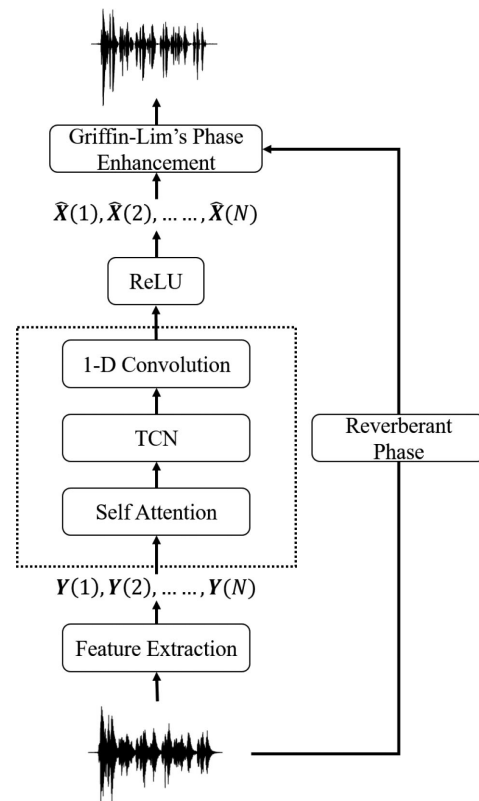 Griffin-Lim's Phase
Enhancement
𝑿̂(1), 𝑿̂(2), … … , 𝑿̂(𝑁)
ReLU
1-D Convolution
TCN
Reverberant
Phase
Self Attention
𝒀(1), 𝒀(2), … … , 𝒀(𝑁)
Feature Extraction